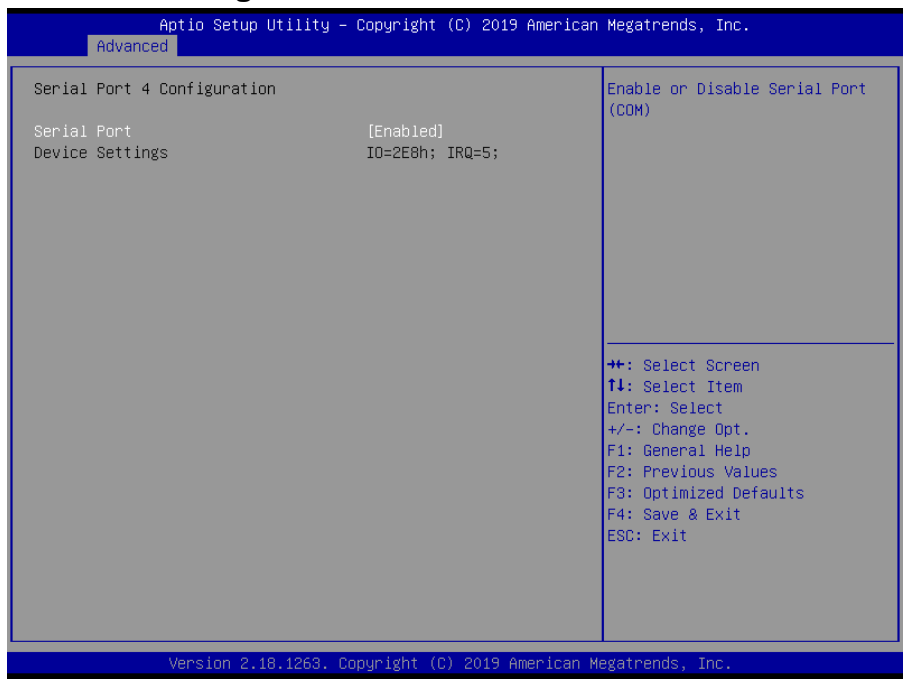 Aptio Setup Utility – Copyright (C) 2019 American Megatrends, Inc.
Advanced
Serial Port 4 Configuration
Serial Port [Enabled]
Device Settings IO=2E8h; IRQ=5;
Enable or Disable Serial Port
(COM)
→←: Select Screen
↑↓: Select Item
Enter: Select
+/-: Change Opt.
F1: General Help
F2: Previous Values
F3: Optimized Defaults
F4: Save & Exit
ESC: Exit
Version 2.18.1263. Copyright (C) 2019 American Megatrends, Inc.